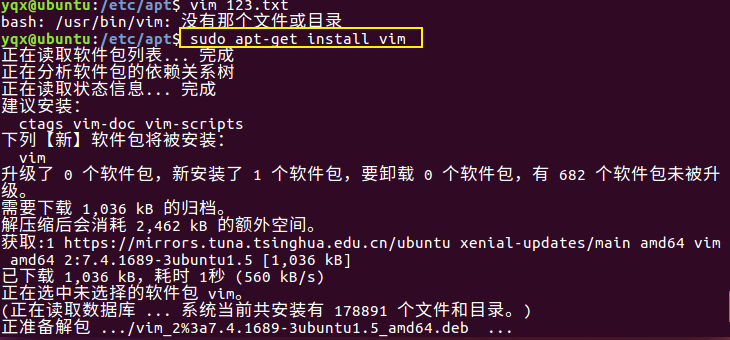 yqx@ubuntu:/etc/apt$ vim 123.txt
bash: /usr/bin/vim: 没有那个文件或目录
yqx@ubuntu:/etc/apt$ sudo apt-get install vim
正在读取软件包列表... 完成
正在分析软件包的依赖关系树
正在读取状态信息... 完成
建议安装：
  ctags vim-doc vim-scripts
下列【新】软件包将被安装：
  vim
升级了 0 个软件包，新安装了 1 个软件包，要卸载 0 个软件包，有 682 个软件包未被升
级。
需要下载 1,036 kB 的归档。
解压缩后会消耗 2,462 kB 的额外空间。
获取:1 https://mirrors.tuna.tsinghua.edu.cn/ubuntu xenial-updates/main amd64 vim
 amd64 2:7.4.1689-3ubuntu1.5 [1,036 kB]
已下载 1,036 kB，耗时 1秒 (560 kB/s)
正在选中未选择的软件包 vim。
(正在读取数据库 ... 系统当前共安装有 178891 个文件和目录。)
正准备解包 .../vim_2%3a7.4.1689-3ubuntu1.5_amd64.deb  ...